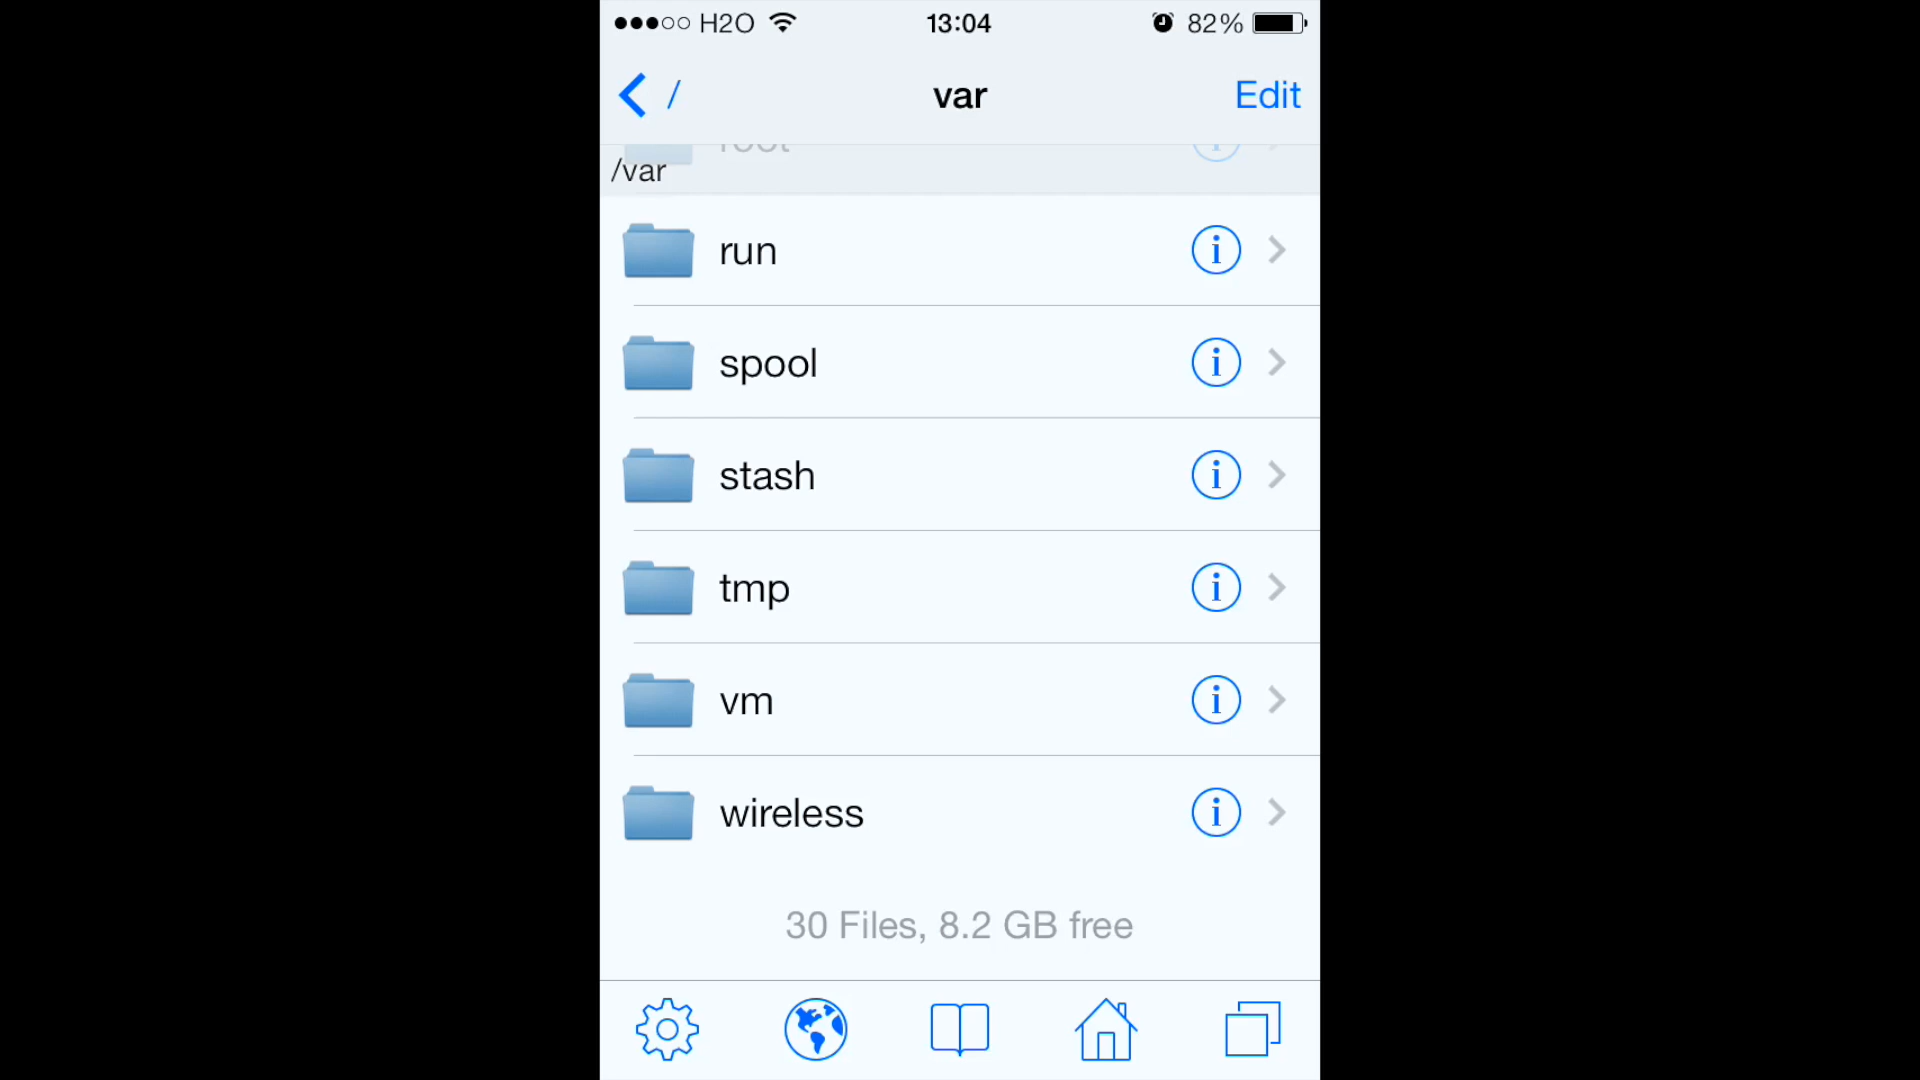 H2O 13:04 82%
/ var Edit
root
/var
run
spool
stash
tmp
vm
wireless
30 Files, 8.2 GB free